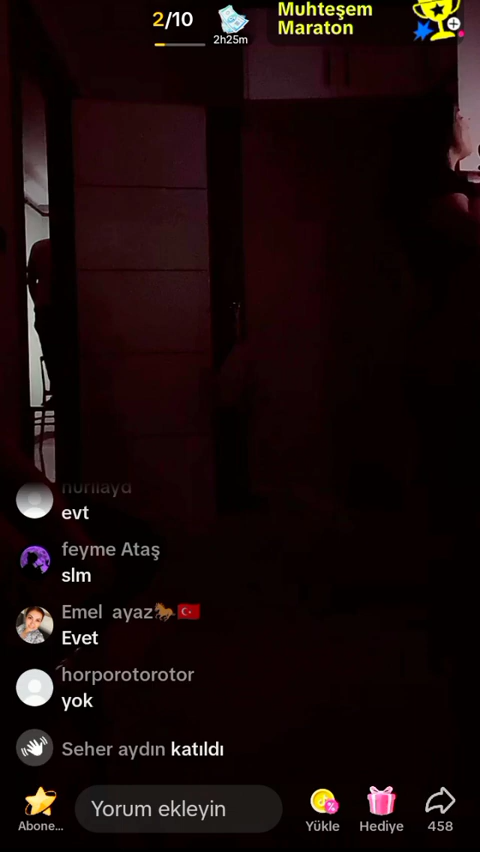 2/10
2h25m
Muhteşem
Maraton
nurilayd
evt
feyme Ataş
slm
Emel ayaz🐎🇹🇷
Evet
horporotorotor
yok
Seher aydın katıldı
Abone...
Yorum ekleyin
Yükle
Hediye
458